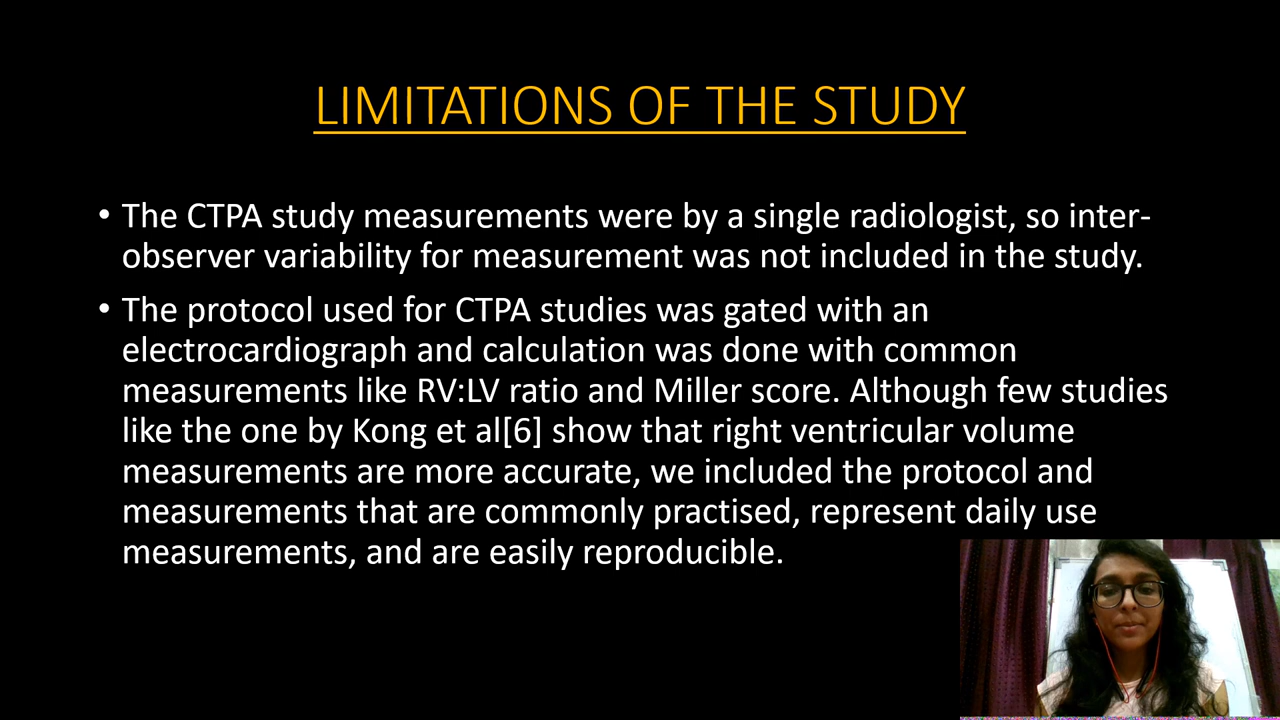 LIMITATIONS OF THE STUDY
• The CTPA study measurements were by a single radiologist, so inter-
observer variability for measurement was not included in the study.
• The protocol used for CTPA studies was gated with an
electrocardiograph and calculation was done with common
measurements like RV:LV ratio and Miller score. Although few studies
like the one by Kong et al[6] show that right ventricular volume
measurements are more accurate, we included the protocol and
measurements that are commonly practised, represent daily use
measurements, and are easily reproducible.